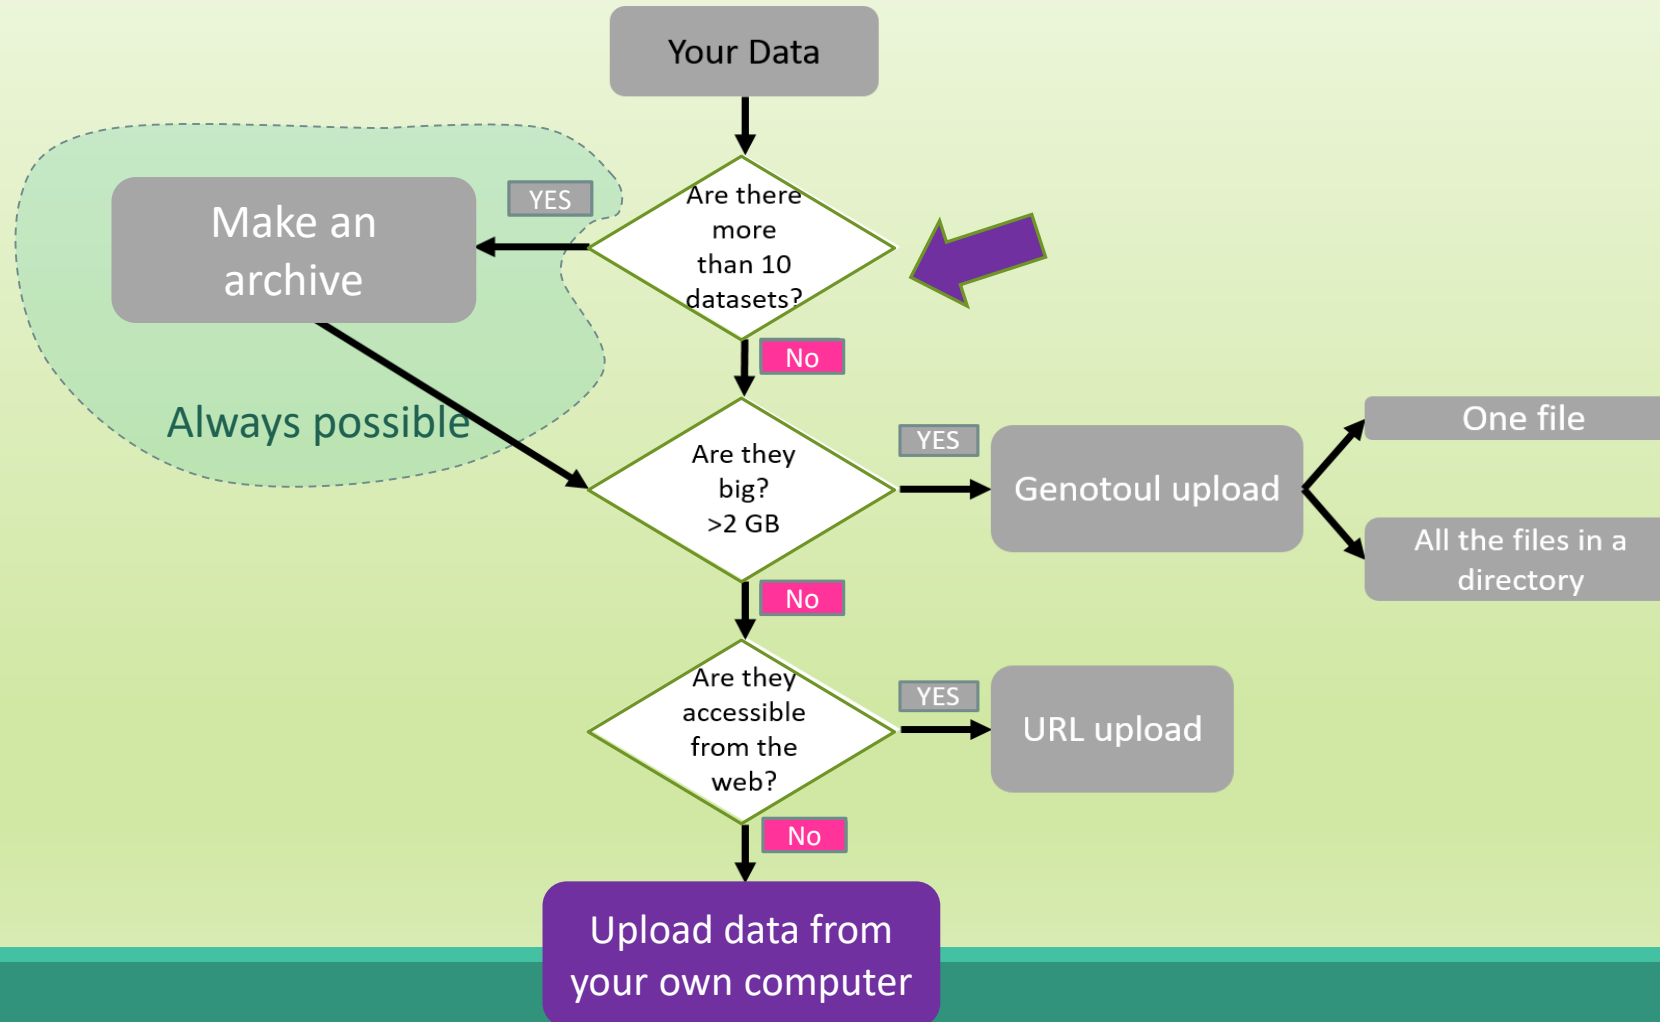 Your Data
Are there
more
than 10
datasets?
YES
Make an
archive
Always possible
No
Are they
big?
>2 GB
YES
Genotoul upload
One file
All the files in a
directory
No
Are they
accessible
from the
web?
YES
URL upload
No
Upload data from
your own computer